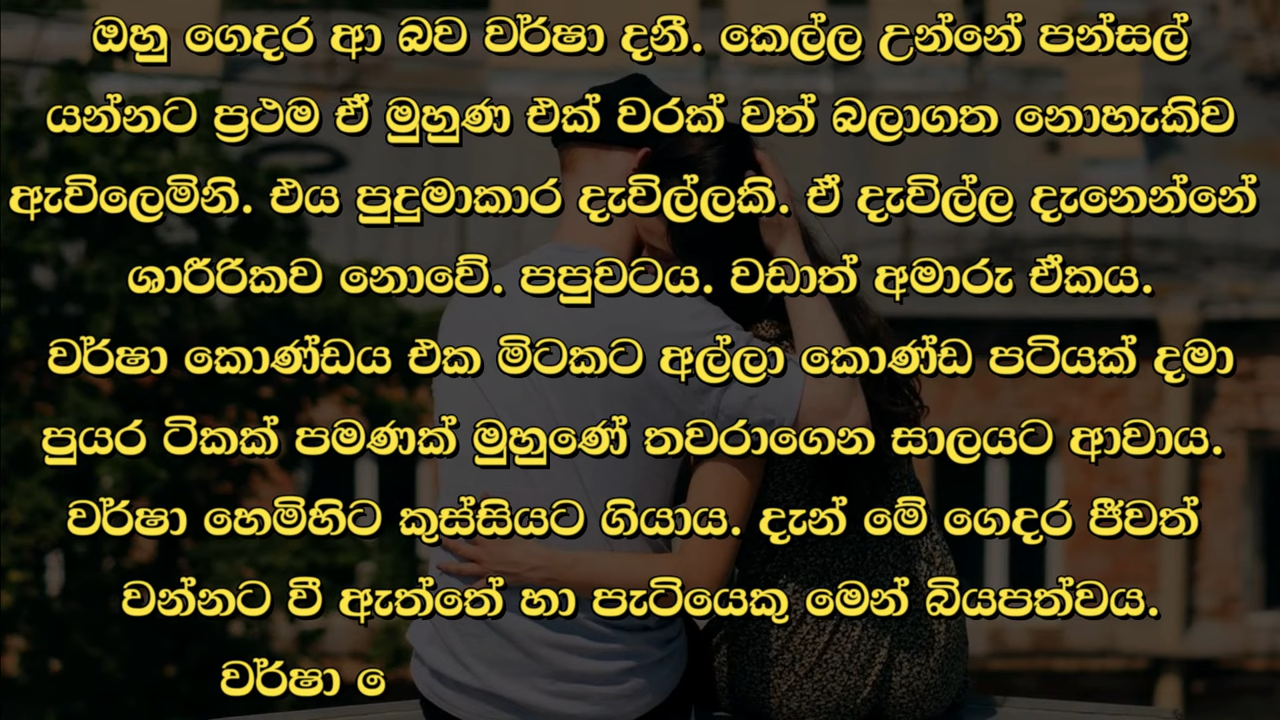 ඔහු ගෙදර ආ බව වර්ෂා දනී. කෙල්ල උන්නේ පන්සල්
යන්නට ප්‍රථම ඒ මුහුණ එක් වරක් වත් බලාගත නොහැකිව
ඇවිලෙමිනි. එය පුදුමාකාර දැවිල්ලකි. ඒ දැවිල්ල දැනෙන්නේ
ශාරීරිකව නොවේ. පපුවටය. වඩාත් අමාරු ඒකය.
වර්ෂා කොණ්ඩය එක මිටකට අල්ලා කොණ්ඩ පටියක් දමා
පුයර ටිකක් පමණක් මුහුණේ තවරාගෙන සාලයට ආවාය.
වර්ෂා හෙමිහිට කුස්සියට ගියාය. දැන් මේ ගෙදර ජීවත්
වන්නට වී ඇත්තේ හා පැටියෙකු මෙන් බියපත්වය.
වර්ෂා ෙ